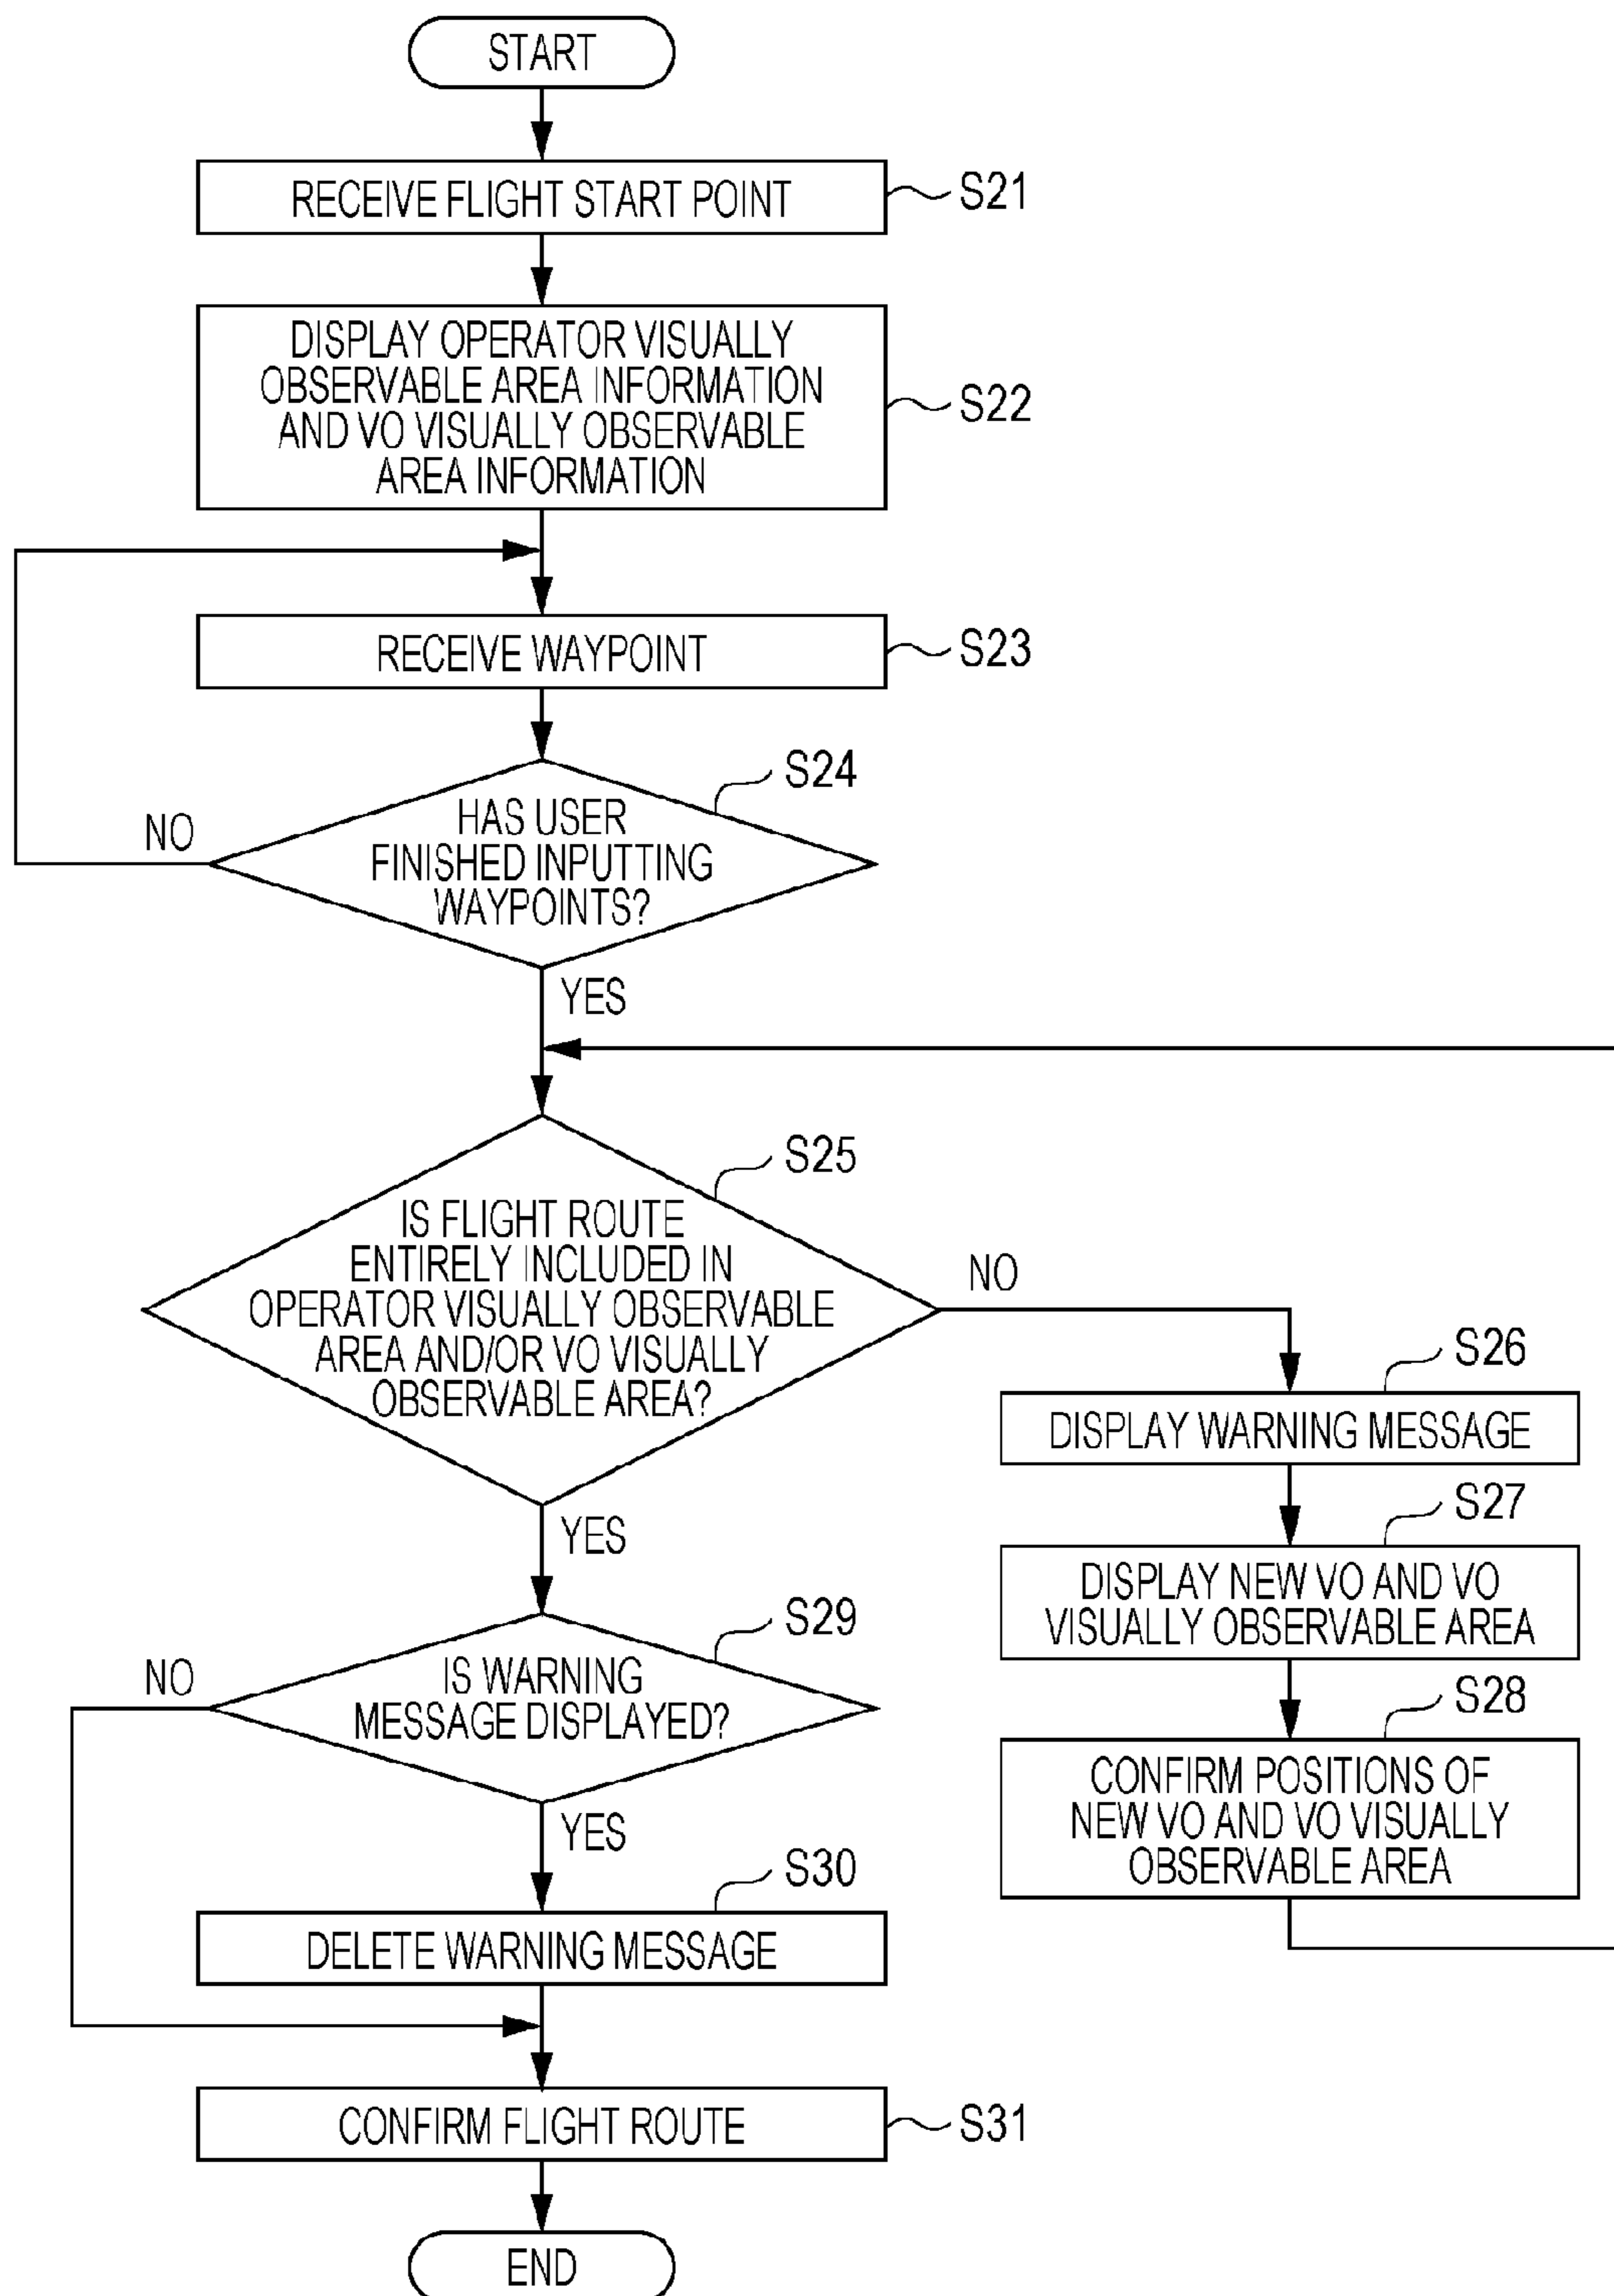 START
RECEIVE FLIGHT START POINT
S21
DISPLAY OPERATOR VISUALLY
OBSERVABLE AREA INFORMATION
AND VO VISUALLY OBSERVABLE
AREA INFORMATION
S22
RECEIVE WAYPOINT
S23
S24
HAS USER
FINISHED INPUTTING
WAYPOINTS?
NO
YES
S25
IS FLIGHT ROUTE
ENTIRELY INCLUDED IN
OPERATOR VISUALLY OBSERVABLE
AREA AND/OR VO VISUALLY
OBSERVABLE AREA?
NO
YES
S26
DISPLAY WARNING MESSAGE
S27
DISPLAY NEW VO AND VO
VISUALLY OBSERVABLE AREA
S28
CONFIRM POSITIONS OF
NEW VO AND VO VISUALLY
OBSERVABLE AREA
S29
IS WARNING
MESSAGE DISPLAYED?
NO
YES
S30
DELETE WARNING MESSAGE
CONFIRM FLIGHT ROUTE
S31
END